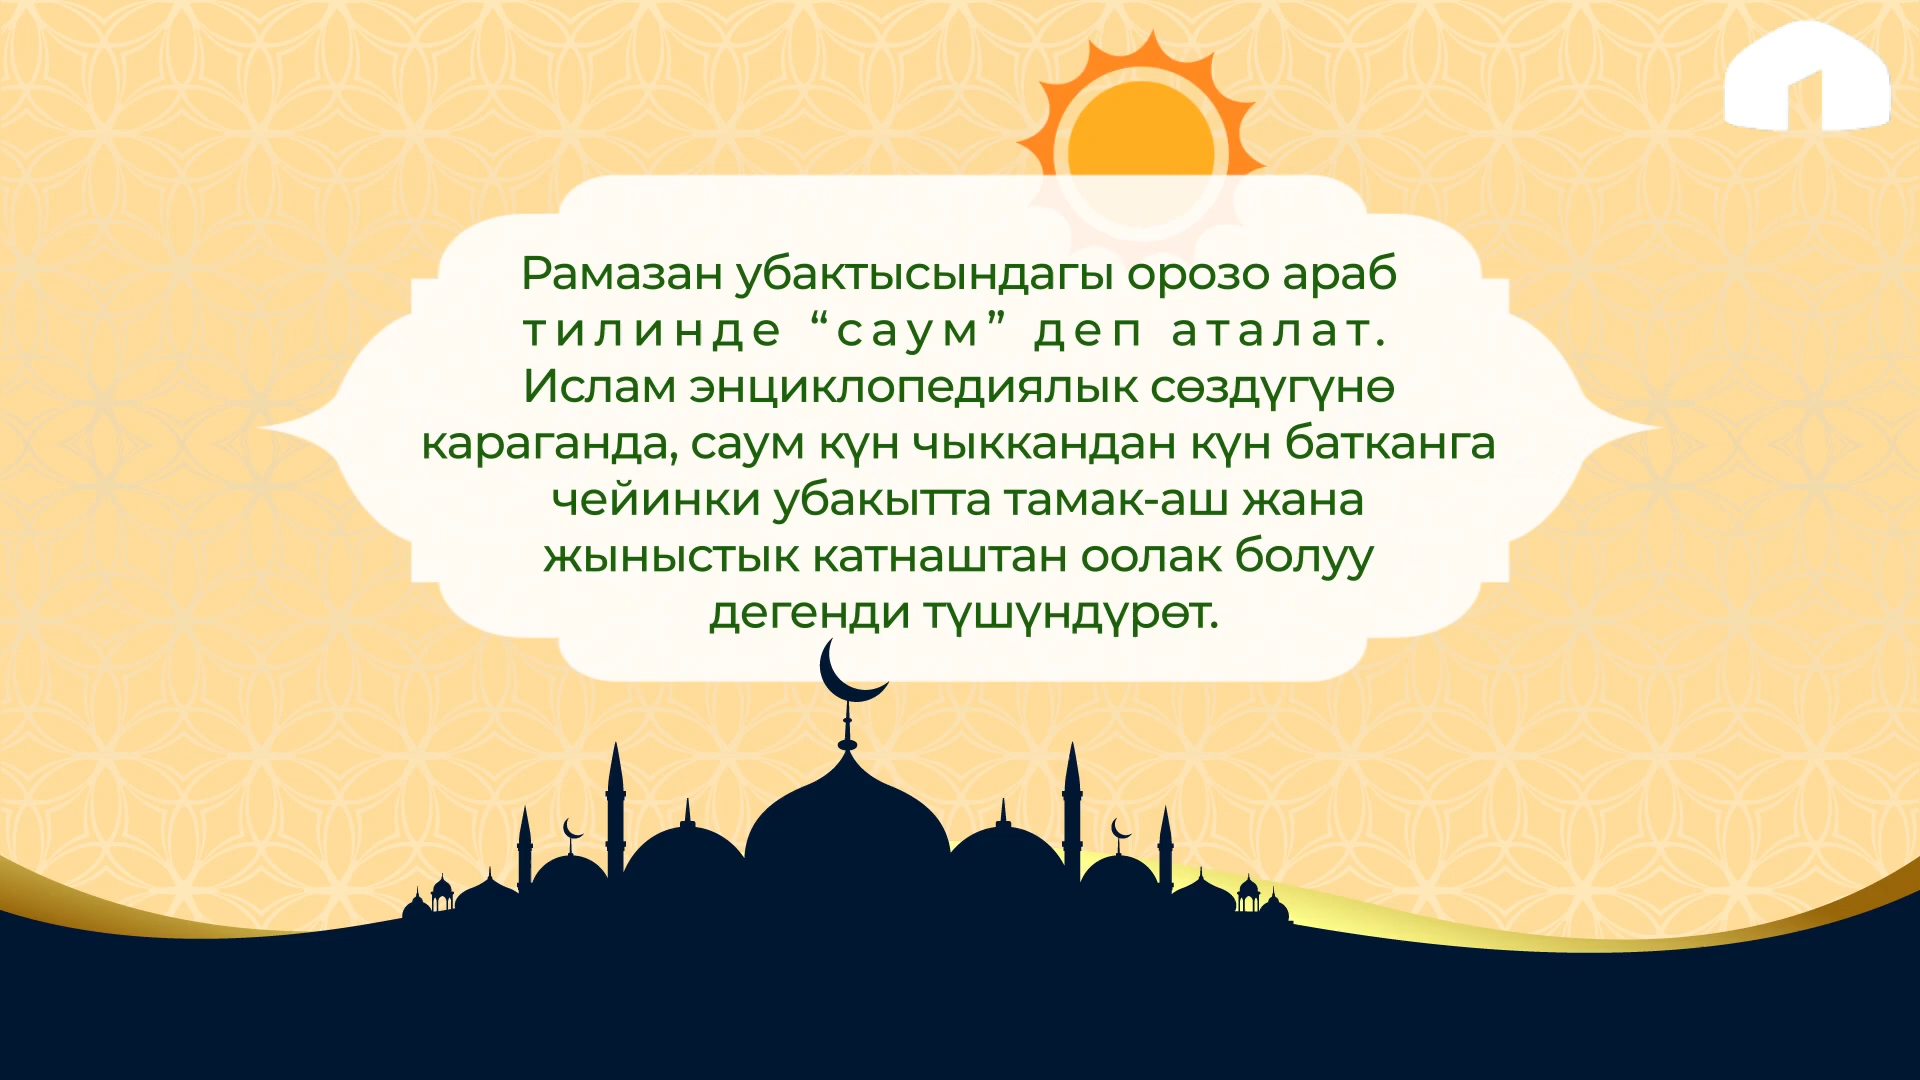 Рамазан убактысындагы орозо араб
тилинде “саум” деп аталат.
Ислам энциклопедиялык сөздүгүнө
караганда, саум күн чыккандан күн батканга
чейинки убакытта тамак-аш жана
жыныстык катнаштан оолак болуу
дегенди түшүндүрөт.